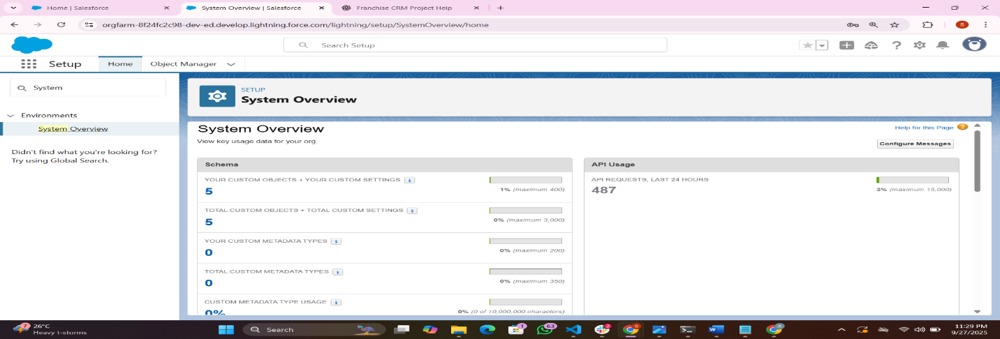 Home | Salesforce
System Overview | Salesforce
Franchise CRM Project Help
orgfarm-8f24fc2c98-dev-ed.develop.lightning.force.com/lightning/setup/SystemOverview/home
S
Search Setup
Setup
Home
Object Manager
System
Environments
System Overview
Didn't find what you're looking for?
Try using Global Search.
SETUP
System Overview
System Overview
View key usage data for your org.
Help for this Page
Configure Messages
Schema
YOUR CUSTOM OBJECTS + YOUR CUSTOM SETTINGS
5
1% (maximum 400)
TOTAL CUSTOM OBJECTS + TOTAL CUSTOM SETTINGS
5
0% (maximum 3,000)
YOUR CUSTOM METADATA TYPES
0
0% (maximum 200)
TOTAL CUSTOM METADATA TYPES
0
0% (maximum 350)
CUSTOM METADATA TYPE USAGE
0%
0% (0 of 10,000,000 characters)
API Usage
API REQUESTS, LAST 24 HOURS
487
3% (maximum 15,000)
7
26°C
Heavy t-storms
Search
1
63
2
11:29 PM
9/27/2025